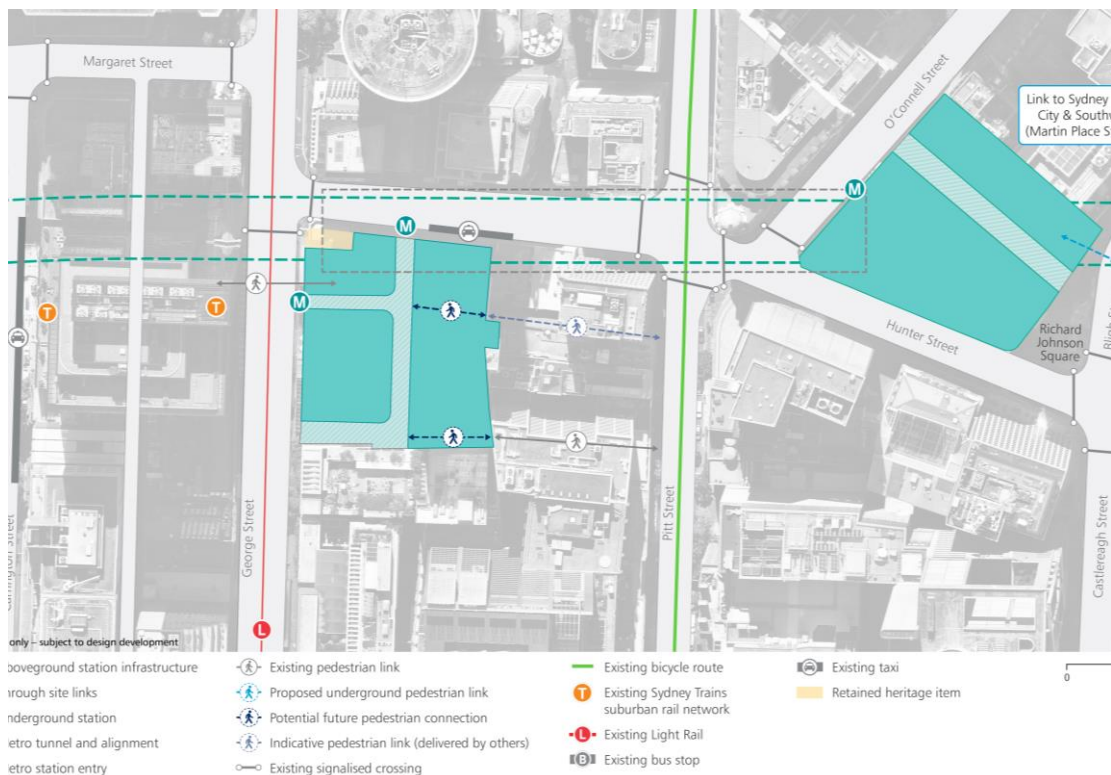 Margaret Street
O'Connell Street
Link to Sydney
City & Southw
(Martin Place S
M
M
T
T
M
Hunter Street
Richard
Johnson
Square
Bligh S
George Street
Pitt Street
Castlereagh Street
L
only – subject to design development
boveground station infrastructure
hrough site links
nderground station
etro tunnel and alignment
etro station entry
Existing pedestrian link
Proposed underground pedestrian link
Potential future pedestrian connection
Indicative pedestrian link (delivered by others)
Existing signalised crossing
Existing bicycle route
T Existing Sydney Trains
suburban rail network
L Existing Light Rail
B Existing bus stop
Existing taxi
Retained heritage item
0